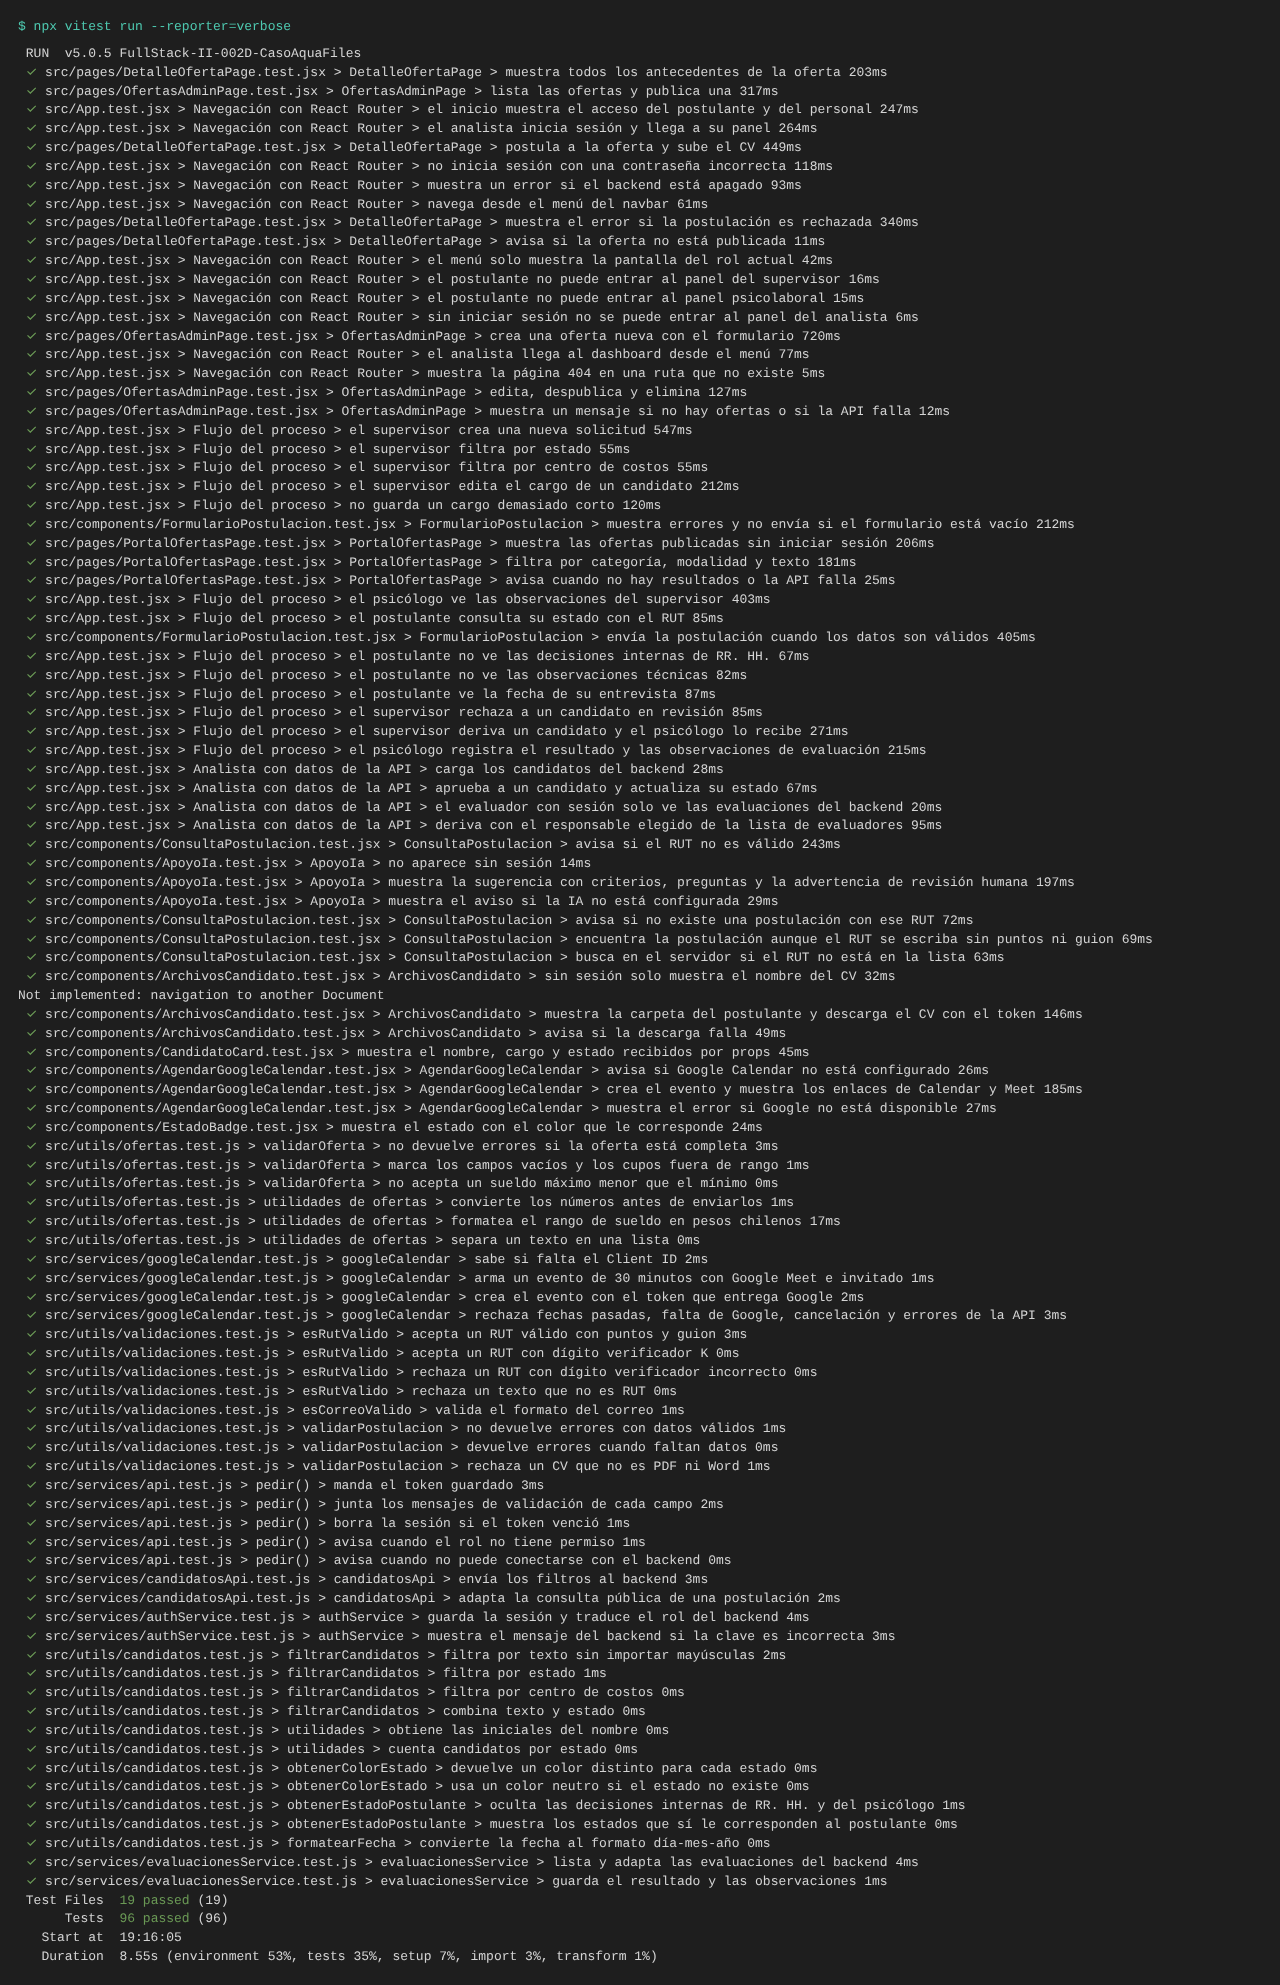 $ npx vitest run --reporter=verbose
RUN  v5.0.5 FullStack-II-002D-CasoAquaFiles
✓ src/pages/DetalleOfertaPage.test.jsx > DetalleOfertaPage > muestra todos los antecedentes de la oferta 203ms
✓ src/pages/OfertasAdminPage.test.jsx > OfertasAdminPage > lista las ofertas y publica una 317ms
✓ src/App.test.jsx > Navegación con React Router > el inicio muestra el acceso del postulante y del personal 247ms
✓ src/App.test.jsx > Navegación con React Router > el analista inicia sesión y llega a su panel 264ms
✓ src/pages/DetalleOfertaPage.test.jsx > DetalleOfertaPage > postula a la oferta y sube el CV 449ms
✓ src/App.test.jsx > Navegación con React Router > no inicia sesión con una contraseña incorrecta 118ms
✓ src/App.test.jsx > Navegación con React Router > muestra un error si el backend está apagado 93ms
✓ src/App.test.jsx > Navegación con React Router > navega desde el menú del navbar 61ms
✓ src/pages/DetalleOfertaPage.test.jsx > DetalleOfertaPage > muestra el error si la postulación es rechazada 340ms
✓ src/pages/DetalleOfertaPage.test.jsx > DetalleOfertaPage > avisa si la oferta no está publicada 11ms
✓ src/App.test.jsx > Navegación con React Router > el menú solo muestra la pantalla del rol actual 42ms
✓ src/App.test.jsx > Navegación con React Router > el postulante no puede entrar al panel del supervisor 16ms
✓ src/App.test.jsx > Navegación con React Router > el postulante no puede entrar al panel psicolaboral 15ms
✓ src/App.test.jsx > Navegación con React Router > sin iniciar sesión no se puede entrar al panel del analista 6ms
✓ src/pages/OfertasAdminPage.test.jsx > OfertasAdminPage > crea una oferta nueva con el formulario 720ms
✓ src/App.test.jsx > Navegación con React Router > el analista llega al dashboard desde el menú 77ms
✓ src/App.test.jsx > Navegación con React Router > muestra la página 404 en una ruta que no existe 5ms
✓ src/pages/OfertasAdminPage.test.jsx > OfertasAdminPage > edita, despublica y elimina 127ms
✓ src/pages/OfertasAdminPage.test.jsx > OfertasAdminPage > muestra un mensaje si no hay ofertas o si la API falla 12ms
✓ src/App.test.jsx > Flujo del proceso > el supervisor crea una nueva solicitud 547ms
✓ src/App.test.jsx > Flujo del proceso > el supervisor filtra por estado 55ms
✓ src/App.test.jsx > Flujo del proceso > el supervisor filtra por centro de costos 55ms
✓ src/App.test.jsx > Flujo del proceso > el supervisor edita el cargo de un candidato 212ms
✓ src/App.test.jsx > Flujo del proceso > no guarda un cargo demasiado corto 120ms
✓ src/components/FormularioPostulacion.test.jsx > FormularioPostulacion > muestra errores y no envía si el formulario está vacío 212ms
✓ src/pages/PortalOfertasPage.test.jsx > PortalOfertasPage > muestra las ofertas publicadas sin iniciar sesión 206ms
✓ src/pages/PortalOfertasPage.test.jsx > PortalOfertasPage > filtra por categoría, modalidad y texto 181ms
✓ src/pages/PortalOfertasPage.test.jsx > PortalOfertasPage > avisa cuando no hay resultados o la API falla 25ms
✓ src/App.test.jsx > Flujo del proceso > el psicólogo ve las observaciones del supervisor 403ms
✓ src/App.test.jsx > Flujo del proceso > el postulante consulta su estado con el RUT 85ms
✓ src/components/FormularioPostulacion.test.jsx > FormularioPostulacion > envía la postulación cuando los datos son válidos 405ms
✓ src/App.test.jsx > Flujo del proceso > el postulante no ve las decisiones internas de RR. HH. 67ms
✓ src/App.test.jsx > Flujo del proceso > el postulante no ve las observaciones técnicas 82ms
✓ src/App.test.jsx > Flujo del proceso > el postulante ve la fecha de su entrevista 87ms
✓ src/App.test.jsx > Flujo del proceso > el supervisor rechaza a un candidato en revisión 85ms
✓ src/App.test.jsx > Flujo del proceso > el supervisor deriva un candidato y el psicólogo lo recibe 271ms
✓ src/App.test.jsx > Flujo del proceso > el psicólogo registra el resultado y las observaciones de evaluación 215ms
✓ src/App.test.jsx > Analista con datos de la API > carga los candidatos del backend 28ms
✓ src/App.test.jsx > Analista con datos de la API > aprueba a un candidato y actualiza su estado 67ms
✓ src/App.test.jsx > Analista con datos de la API > el evaluador con sesión solo ve las evaluaciones del backend 20ms
✓ src/App.test.jsx > Analista con datos de la API > deriva con el responsable elegido de la lista de evaluadores 95ms
✓ src/components/ConsultaPostulacion.test.jsx > ConsultaPostulacion > avisa si el RUT no es válido 243ms
✓ src/components/ApoyoIa.test.jsx > ApoyoIa > no aparece sin sesión 14ms
✓ src/components/ApoyoIa.test.jsx > ApoyoIa > muestra la sugerencia con criterios, preguntas y la advertencia de revisión humana 197ms
✓ src/components/ApoyoIa.test.jsx > ApoyoIa > muestra el aviso si la IA no está configurada 29ms
✓ src/components/ConsultaPostulacion.test.jsx > ConsultaPostulacion > avisa si no existe una postulación con ese RUT 72ms
✓ src/components/ConsultaPostulacion.test.jsx > ConsultaPostulacion > encuentra la postulación aunque el RUT se escriba sin puntos ni guion 69ms
✓ src/components/ConsultaPostulacion.test.jsx > ConsultaPostulacion > busca en el servidor si el RUT no está en la lista 63ms
✓ src/components/ArchivosCandidato.test.jsx > ArchivosCandidato > sin sesión solo muestra el nombre del CV 32ms
Not implemented: navigation to another Document
✓ src/components/ArchivosCandidato.test.jsx > ArchivosCandidato > muestra la carpeta del postulante y descarga el CV con el token 146ms
✓ src/components/ArchivosCandidato.test.jsx > ArchivosCandidato > avisa si la descarga falla 49ms
✓ src/components/CandidatoCard.test.jsx > muestra el nombre, cargo y estado recibidos por props 45ms
✓ src/components/AgendarGoogleCalendar.test.jsx > AgendarGoogleCalendar > avisa si Google Calendar no está configurado 26ms
✓ src/components/AgendarGoogleCalendar.test.jsx > AgendarGoogleCalendar > crea el evento y muestra los enlaces de Calendar y Meet 185ms
✓ src/components/AgendarGoogleCalendar.test.jsx > AgendarGoogleCalendar > muestra el error si Google no está disponible 27ms
✓ src/components/EstadoBadge.test.jsx > muestra el estado con el color que le corresponde 24ms
✓ src/utils/ofertas.test.js > validarOferta > no devuelve errores si la oferta está completa 3ms
✓ src/utils/ofertas.test.js > validarOferta > marca los campos vacíos y los cupos fuera de rango 1ms
✓ src/utils/ofertas.test.js > validarOferta > no acepta un sueldo máximo menor que el mínimo 0ms
✓ src/utils/ofertas.test.js > utilidades de ofertas > convierte los números antes de enviarlos 1ms
✓ src/utils/ofertas.test.js > utilidades de ofertas > formatea el rango de sueldo en pesos chilenos 17ms
✓ src/utils/ofertas.test.js > utilidades de ofertas > separa un texto en una lista 0ms
✓ src/services/googleCalendar.test.js > googleCalendar > sabe si falta el Client ID 2ms
✓ src/services/googleCalendar.test.js > googleCalendar > arma un evento de 30 minutos con Google Meet e invitado 1ms
✓ src/services/googleCalendar.test.js > googleCalendar > crea el evento con el token que entrega Google 2ms
✓ src/services/googleCalendar.test.js > googleCalendar > rechaza fechas pasadas, falta de Google, cancelación y errores de la API 3ms
✓ src/utils/validaciones.test.js > esRutValido > acepta un RUT válido con puntos y guion 3ms
✓ src/utils/validaciones.test.js > esRutValido > acepta un RUT con dígito verificador K 0ms
✓ src/utils/validaciones.test.js > esRutValido > rechaza un RUT con dígito verificador incorrecto 0ms
✓ src/utils/validaciones.test.js > esRutValido > rechaza un texto que no es RUT 0ms
✓ src/utils/validaciones.test.js > esCorreoValido > valida el formato del correo 1ms
✓ src/utils/validaciones.test.js > validarPostulacion > no devuelve errores con datos válidos 1ms
✓ src/utils/validaciones.test.js > validarPostulacion > devuelve errores cuando faltan datos 0ms
✓ src/utils/validaciones.test.js > validarPostulacion > rechaza un CV que no es PDF ni Word 1ms
✓ src/services/api.test.js > pedir() > manda el token guardado 3ms
✓ src/services/api.test.js > pedir() > junta los mensajes de validación de cada campo 2ms
✓ src/services/api.test.js > pedir() > borra la sesión si el token venció 1ms
✓ src/services/api.test.js > pedir() > avisa cuando el rol no tiene permiso 1ms
✓ src/services/api.test.js > pedir() > avisa cuando no puede conectarse con el backend 0ms
✓ src/services/candidatosApi.test.js > candidatosApi > envía los filtros al backend 3ms
✓ src/services/candidatosApi.test.js > candidatosApi > adapta la consulta pública de una postulación 2ms
✓ src/services/authService.test.js > authService > guarda la sesión y traduce el rol del backend 4ms
✓ src/services/authService.test.js > authService > muestra el mensaje del backend si la clave es incorrecta 3ms
✓ src/utils/candidatos.test.js > filtrarCandidatos > filtra por texto sin importar mayúsculas 2ms
✓ src/utils/candidatos.test.js > filtrarCandidatos > filtra por estado 1ms
✓ src/utils/candidatos.test.js > filtrarCandidatos > filtra por centro de costos 0ms
✓ src/utils/candidatos.test.js > filtrarCandidatos > combina texto y estado 0ms
✓ src/utils/candidatos.test.js > utilidades > obtiene las iniciales del nombre 0ms
✓ src/utils/candidatos.test.js > utilidades > cuenta candidatos por estado 0ms
✓ src/utils/candidatos.test.js > obtenerColorEstado > devuelve un color distinto para cada estado 0ms
✓ src/utils/candidatos.test.js > obtenerColorEstado > usa un color neutro si el estado no existe 0ms
✓ src/utils/candidatos.test.js > obtenerEstadoPostulante > oculta las decisiones internas de RR. HH. y del psicólogo 1ms
✓ src/utils/candidatos.test.js > obtenerEstadoPostulante > muestra los estados que sí le corresponden al postulante 0ms
✓ src/utils/candidatos.test.js > formatearFecha > convierte la fecha al formato día-mes-año 0ms
✓ src/services/evaluacionesService.test.js > evaluacionesService > lista y adapta las evaluaciones del backend 4ms
✓ src/services/evaluacionesService.test.js > evaluacionesService > guarda el resultado y las observaciones 1ms
Test Files  19 passed (19)
Tests  96 passed (96)
Start at  19:16:05
Duration  8.55s (environment 53%, tests 35%, setup 7%, import 3%, transform 1%)